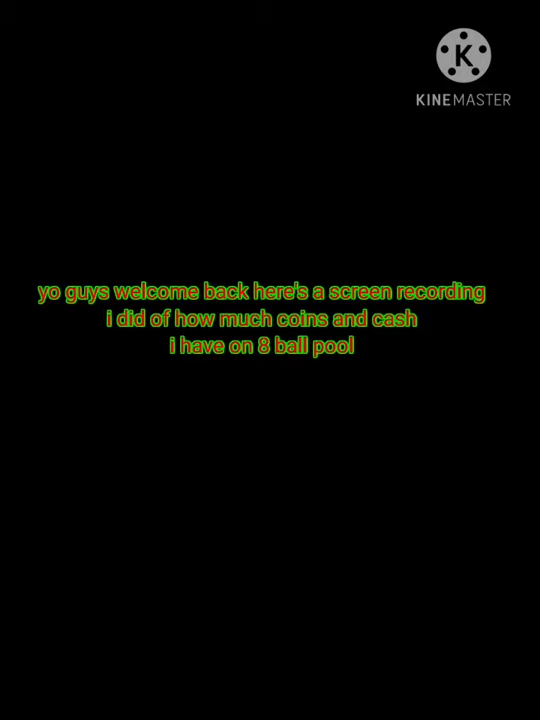 K
KINEMASTER
yo guys welcome back here's a screen recording
i did of how much coins and cash
i have on 8 ball pool